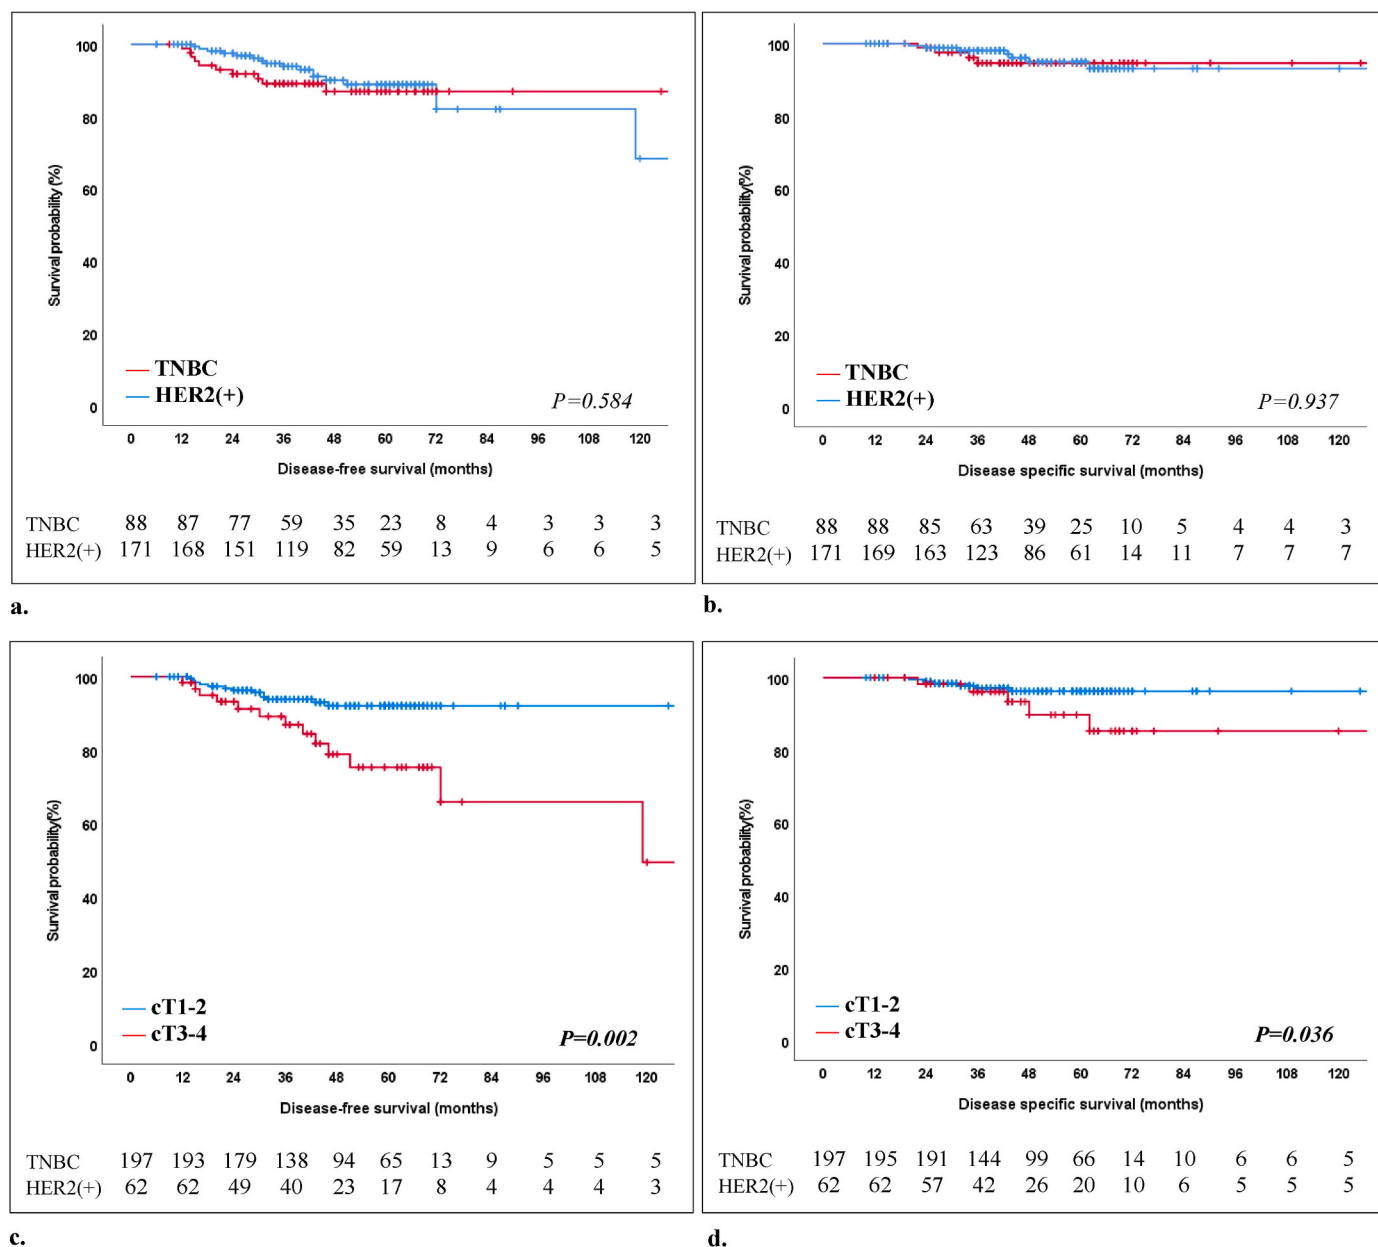 100
80
60
40
20
0
Survival probability (%)
TNBC
HER2(+)
P=0.584
0 12 24 36 48 60 72 84 96 108 120
Disease-free survival (months)
TNBC 88 87 77 59 35 23 8 4 3 3 3
HER2(+) 171 168 151 119 82 59 13 9 6 6 5
a.
100
80
60
40
20
0
Survival probability(%)
TNBC
HER2(+)
P=0.937
0 12 24 36 48 60 72 84 96 108 120
Disease specific survival (months)
TNBC 88 88 85 63 39 25 10 5 4 4 3
HER2(+) 171 169 163 123 86 61 14 11 7 7 7
b.
100
80
60
40
20
0
Survival probability(%)
cT1-2
cT3-4
P=0.002
0 12 24 36 48 60 72 84 96 108 120
Disease-free survival (months)
TNBC 197 193 179 138 94 65 13 9 5 5 5
HER2(+) 62 62 49 40 23 17 8 4 4 4 3
c.
100
80
60
40
20
0
Survival probability(%)
cT1-2
cT3-4
P=0.036
0 12 24 36 48 60 72 84 96 108 120
Disease specific survival (months)
TNBC 197 195 191 144 99 66 14 10 6 6 5
HER2(+) 62 62 57 42 26 20 10 6 5 5 5
d.